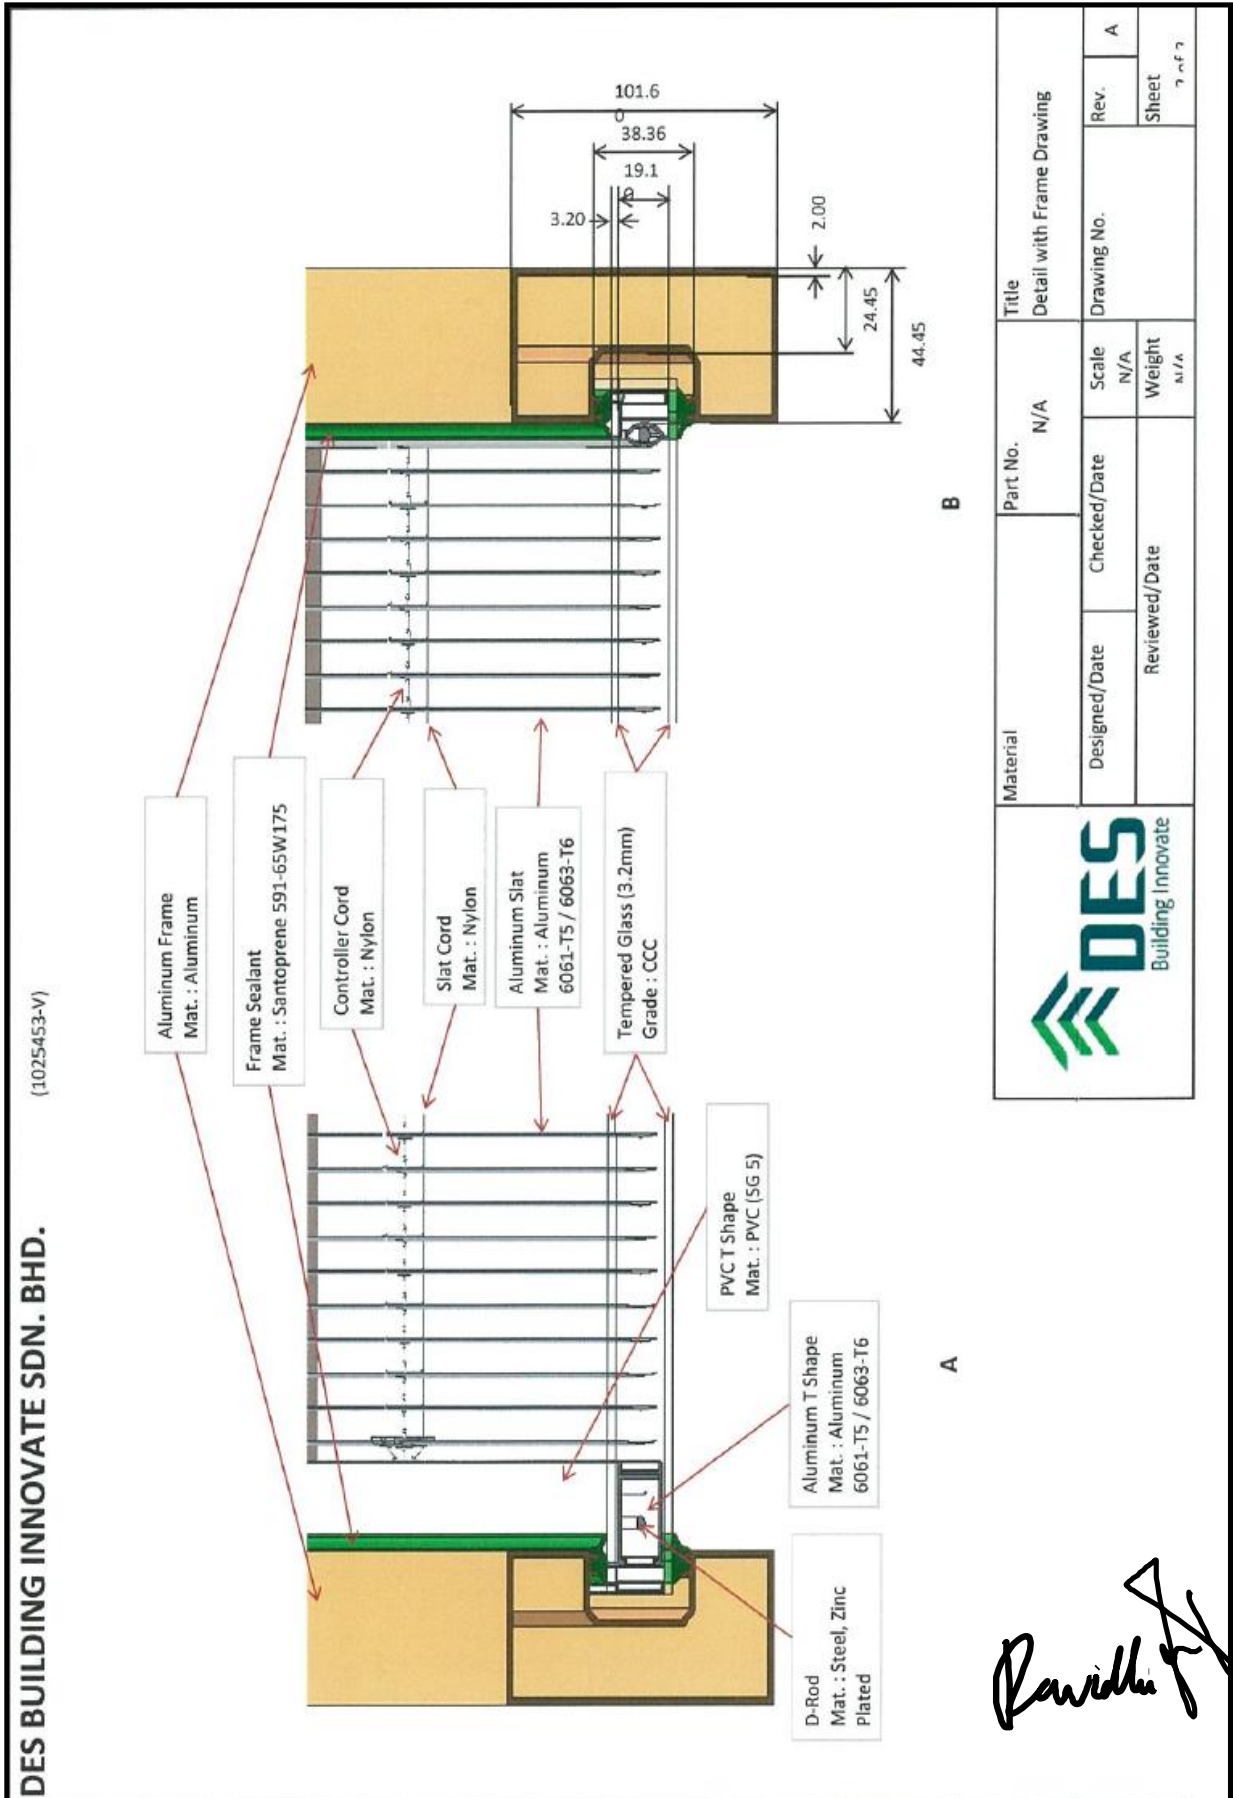 DES BUILDING INNOVATE SDN. BHD.
(1025453-V)
Aluminum Frame
Mat. : Aluminum
Frame Sealant
Mat. : Santoprene 591-65W175
Controller Cord
Mat. : Nylon
Slat Cord
Mat. : Nylon
Aluminum Slat
Mat. : Aluminum
6061-T5 / 6063-T6
Tempered Glass (3.2mm)
Grade : CCC
PVC T Shape
Mat. : PVC (SG 5)
Aluminum T Shape
Mat. : Aluminum
6061-T5 / 6063-T6
D-Rod
Mat. : Steel, Zinc
Plated
101.6
0
38.36
19.1
0
3.20
2.00
24.45
44.45
A
B
DES
Building Innovate
Material
Part No.
N/A
Title
Detail with Frame Drawing
Designed/Date
Checked/Date
Scale
N/A
Drawing No.
Rev.
A
Reviewed/Date
Weight
N/A
Sheet